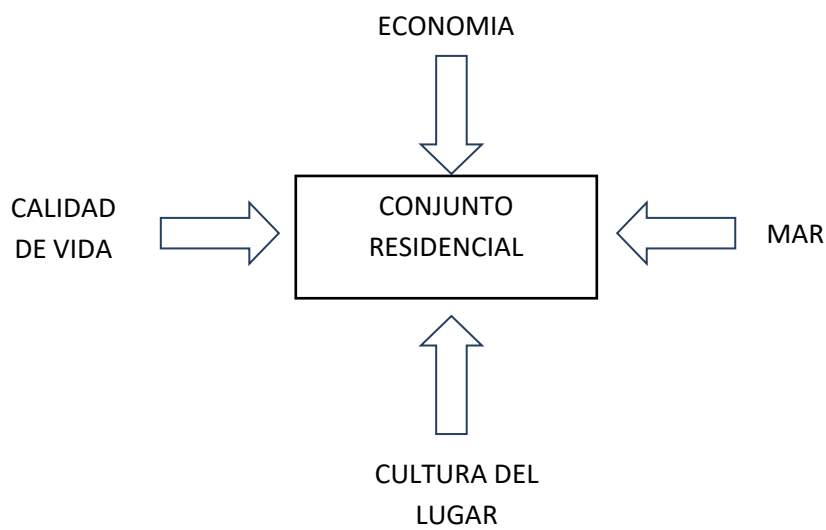 ECONOMIA
CALIDAD
DE VIDA
CONJUNTO
RESIDENCIAL
MAR
CULTURA DEL
LUGAR